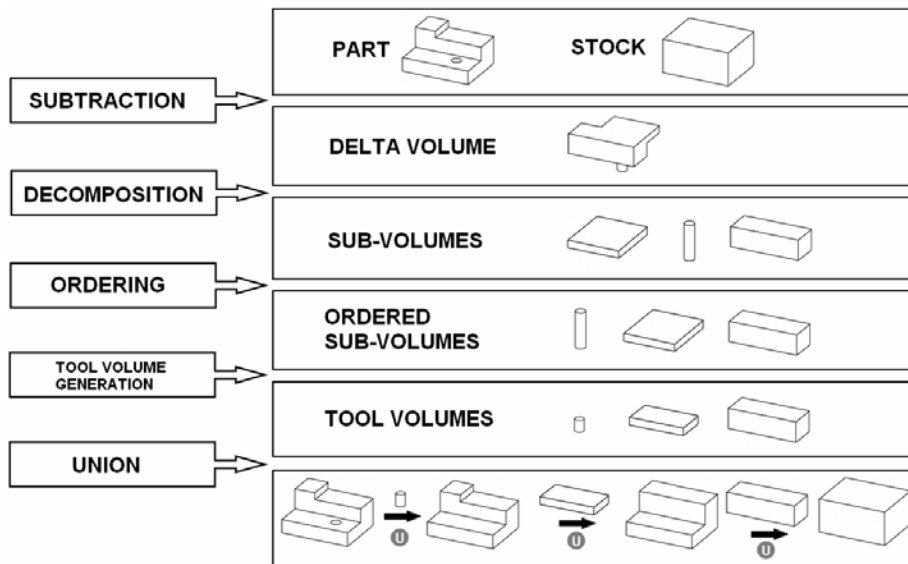 PART
STOCK
SUBTRACTION
DELTA VOLUME
DECOMPOSITION
SUB-VOLUMES
ORDERING
ORDERED
SUB-VOLUMES
TOOL VOLUME
GENERATION
TOOL VOLUMES
UNION
U
U
U